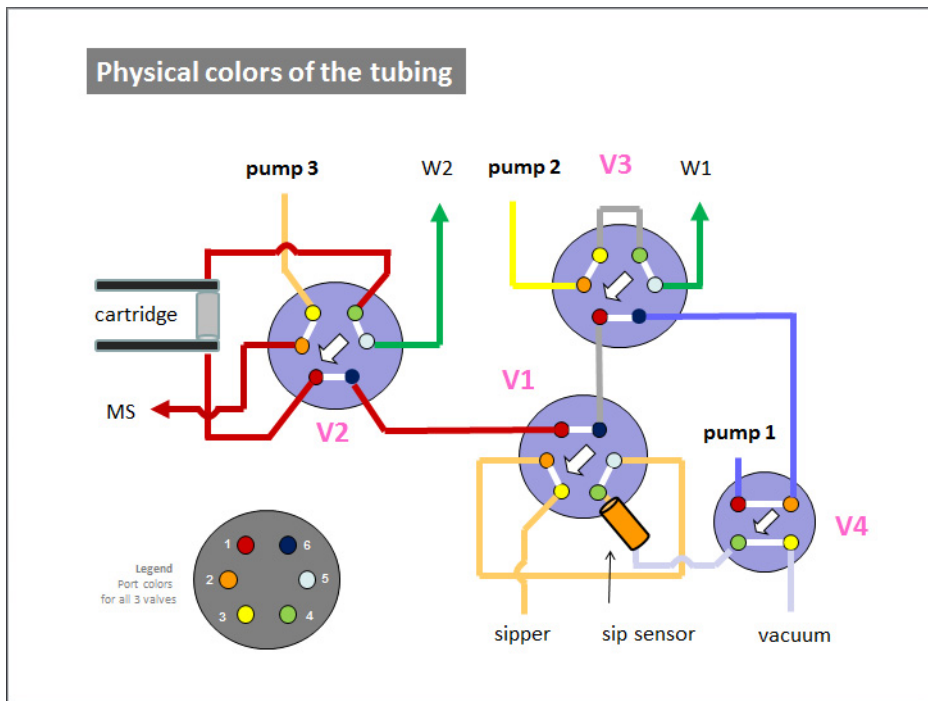 Physical colors of the tubing
pump 3
W2
pump 2
V3
W1
cartridge
MS
V2
V1
pump 1
V4
1
6
2
5
3
4
Legend
Port colors
for all 3 valves
sipper
sip sensor
vacuum